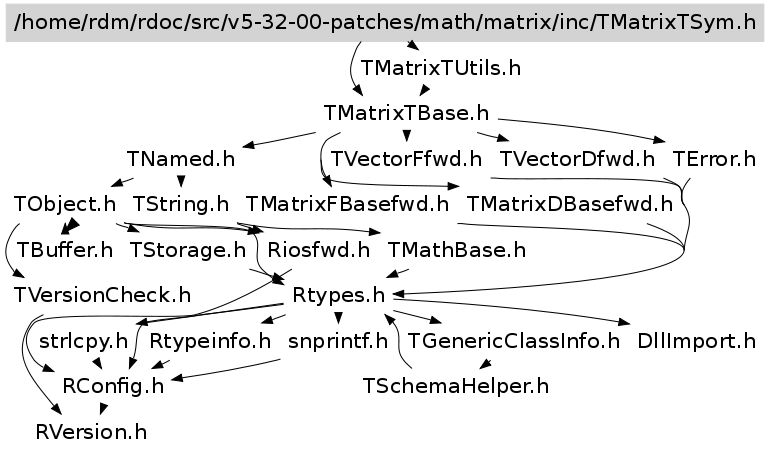 /home/rdm/rdoc/src/v5-32-00-patches/math/matrix/inc/TMatrixTSym.h
TMatrixTUtils.h
TMatrixTBase.h
TNamed.h TVectorFfwd.h TVectorDfwd.h TError.h
TObject.h TString.h TMatrixFBasefwd.h TMatrixDBasefwd.h
TBuffer.h TStorage.h Riosfwd.h TMathBase.h
TVersionCheck.h Rtypes.h
strlcpy.h Rtypeinfo.h snprintf.h TGenericClassInfo.h DllImport.h
RConfig.h TSchemaHelper.h
RVersion.h